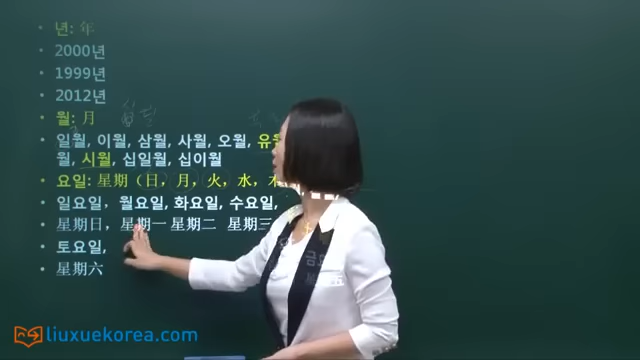 년: 年
2000년
1999년
2012년
월: 月
일월, 이월, 삼월, 사월, 오월, 유월
월, 시월, 십일월, 십이월
요일: 星期（日，月，火，水，木
일요일， 월요일, 화요일, 수요일,
星期日，星期一 星期二 星期三
토요일,
星期六
liuxuekorea.com